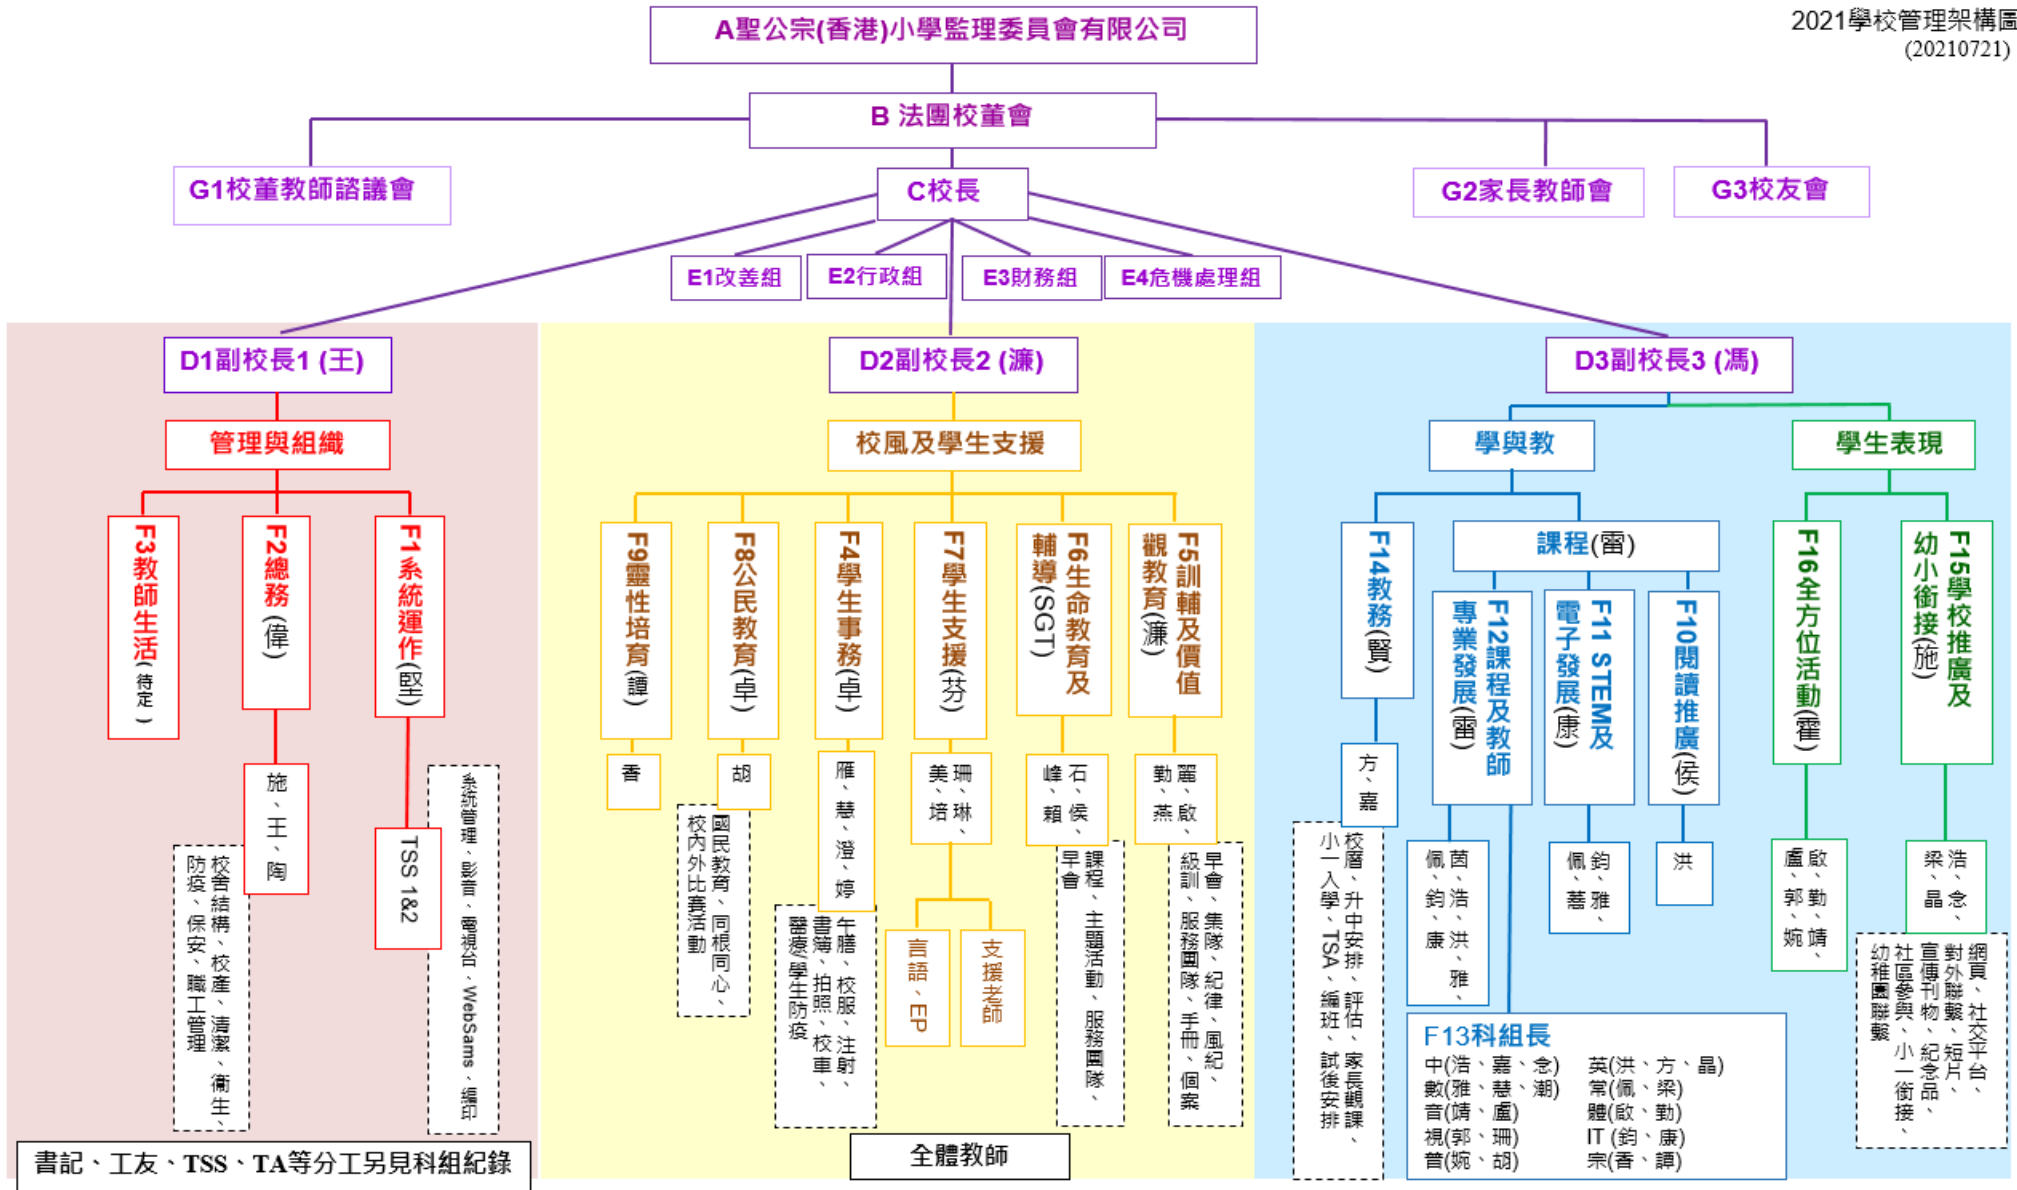 2021學校管理架構圖
(20210721)
A聖公宗(香港)小學監理委員會有限公司
B 法團校董會
G1校董教師諮議會
C校長
G2家長教師會
G3校友會
E1改善組
E2行政組
E3財務組
E4危機處理組
D1副校長1 (王)
D2副校長2 (濂)
D3副校長3 (馮)
管理與組織
校風及學生支援
學與教
學生表現
F3教師生活(待定)
F2總務(偉)
F1系統運作(堅)
施、王、陶
TSS 1&2
校舍結構、校產、清潔、衞生、
防疫、保安、職工管理
系統管理、影音、電視台、WebSams、編印
書記、工友、TSS、TA等分工另見科組紀錄
F9靈性培育(譚)
F8公民教育(卓)
F4學生事務(卓)
F7學生支援(芬)
F6生命教育及
輔導(SGT)
F5訓輔及價值
觀教育(濂)
香
胡
雁、慧、澄、婷
珊、琳、
美、培
石、侯、
峰、賴
麗、啟、
勤、燕
國民教育、同根同心、
校內外比賽活動
午膳、校服、注射、
書簿、拍照、校車、
醫療/學生防疫
言語、EP
支援老師
課程、主題活動、服務團隊、
早會
早會、集隊、紀律、風紀、
級訓、服務團隊、手冊、個案
全體教師
F14教務(賢)
課程(雷)
F12課程及教師
專業發展(雷)
F11 STEM及
電子發展(康)
F10閱讀推廣(侯)
方、嘉
校曆、升中安排、評估、家長觀課、
小一入學、TSA、編班、試後安排
茵、浩、洪、雅、
佩、鈞、康
鈞、雅、
佩、蕎
洪
F13科組長
中(浩、嘉、念)
英(洪、方、晶)
數(雅、慧、潮)
常(佩、梁)
音(靖、盧)
體(啟、勤)
視(郭、珊)
IT (鈞、康)
普(婉、胡)
宗(香、譚)
F16全方位活動(霍)
F15學校推廣及
幼小銜接(施)
啟、勤、靖、
盧、郭、婉
浩、念、
梁、晶
網頁、社交平台、
對外聯繫、短片、
宣傳刊物、紀念品、
社區參與、小一銜接、
幼稚園聯繫